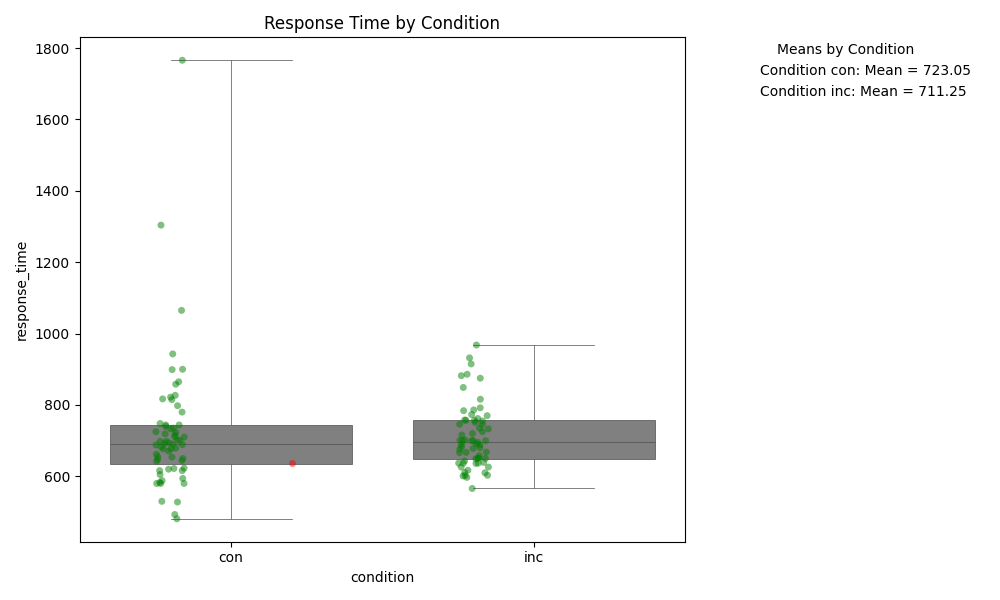 Response Time by Condition
Means by Condition
Condition con: Mean = 723.05
Condition inc: Mean = 711.25
response_time
1800
1600
1400
1200
1000
800
600
con
inc
condition